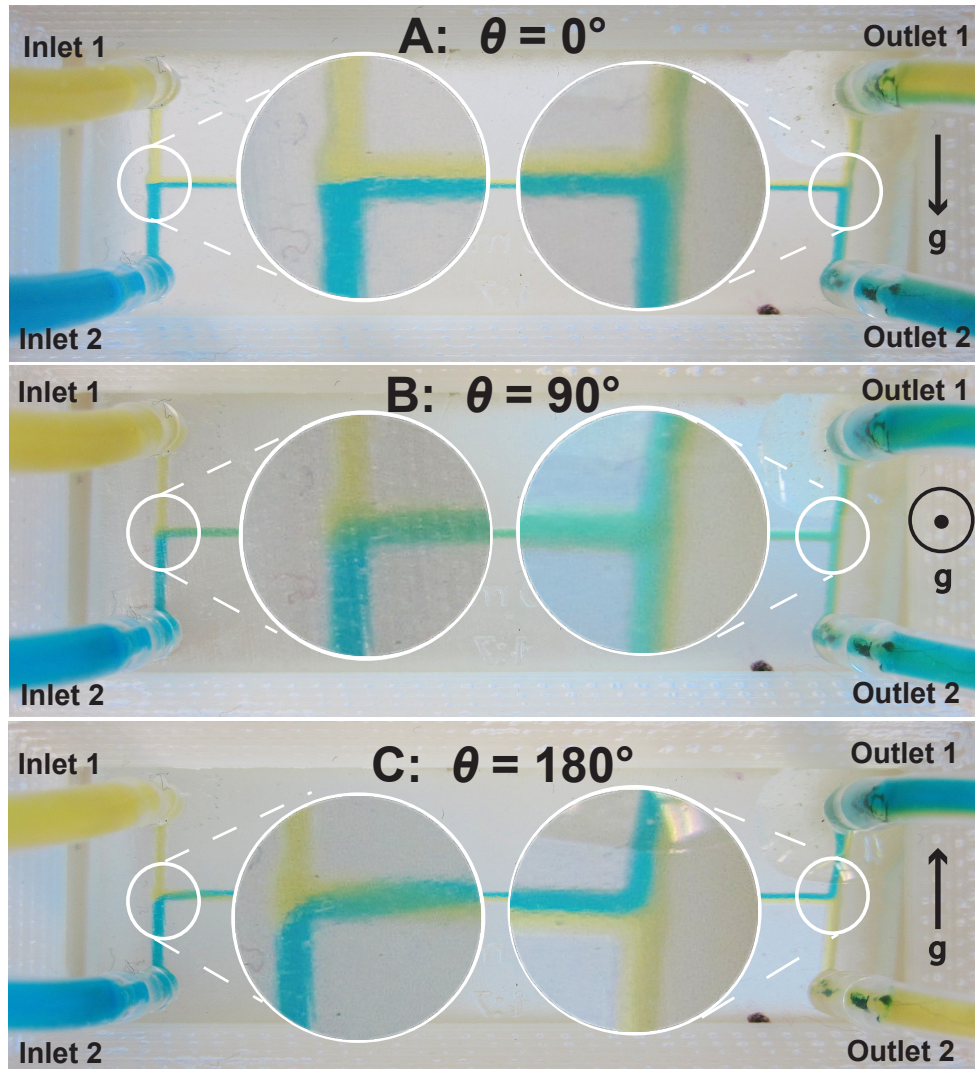 A: θ = 0°
Inlet 1
Outlet 1
g
Inlet 2
Outlet 2
B: θ = 90°
Inlet 1
Outlet 1
g
Inlet 2
Outlet 2
C: θ = 180°
Inlet 1
Outlet 1
g
Inlet 2
Outlet 2